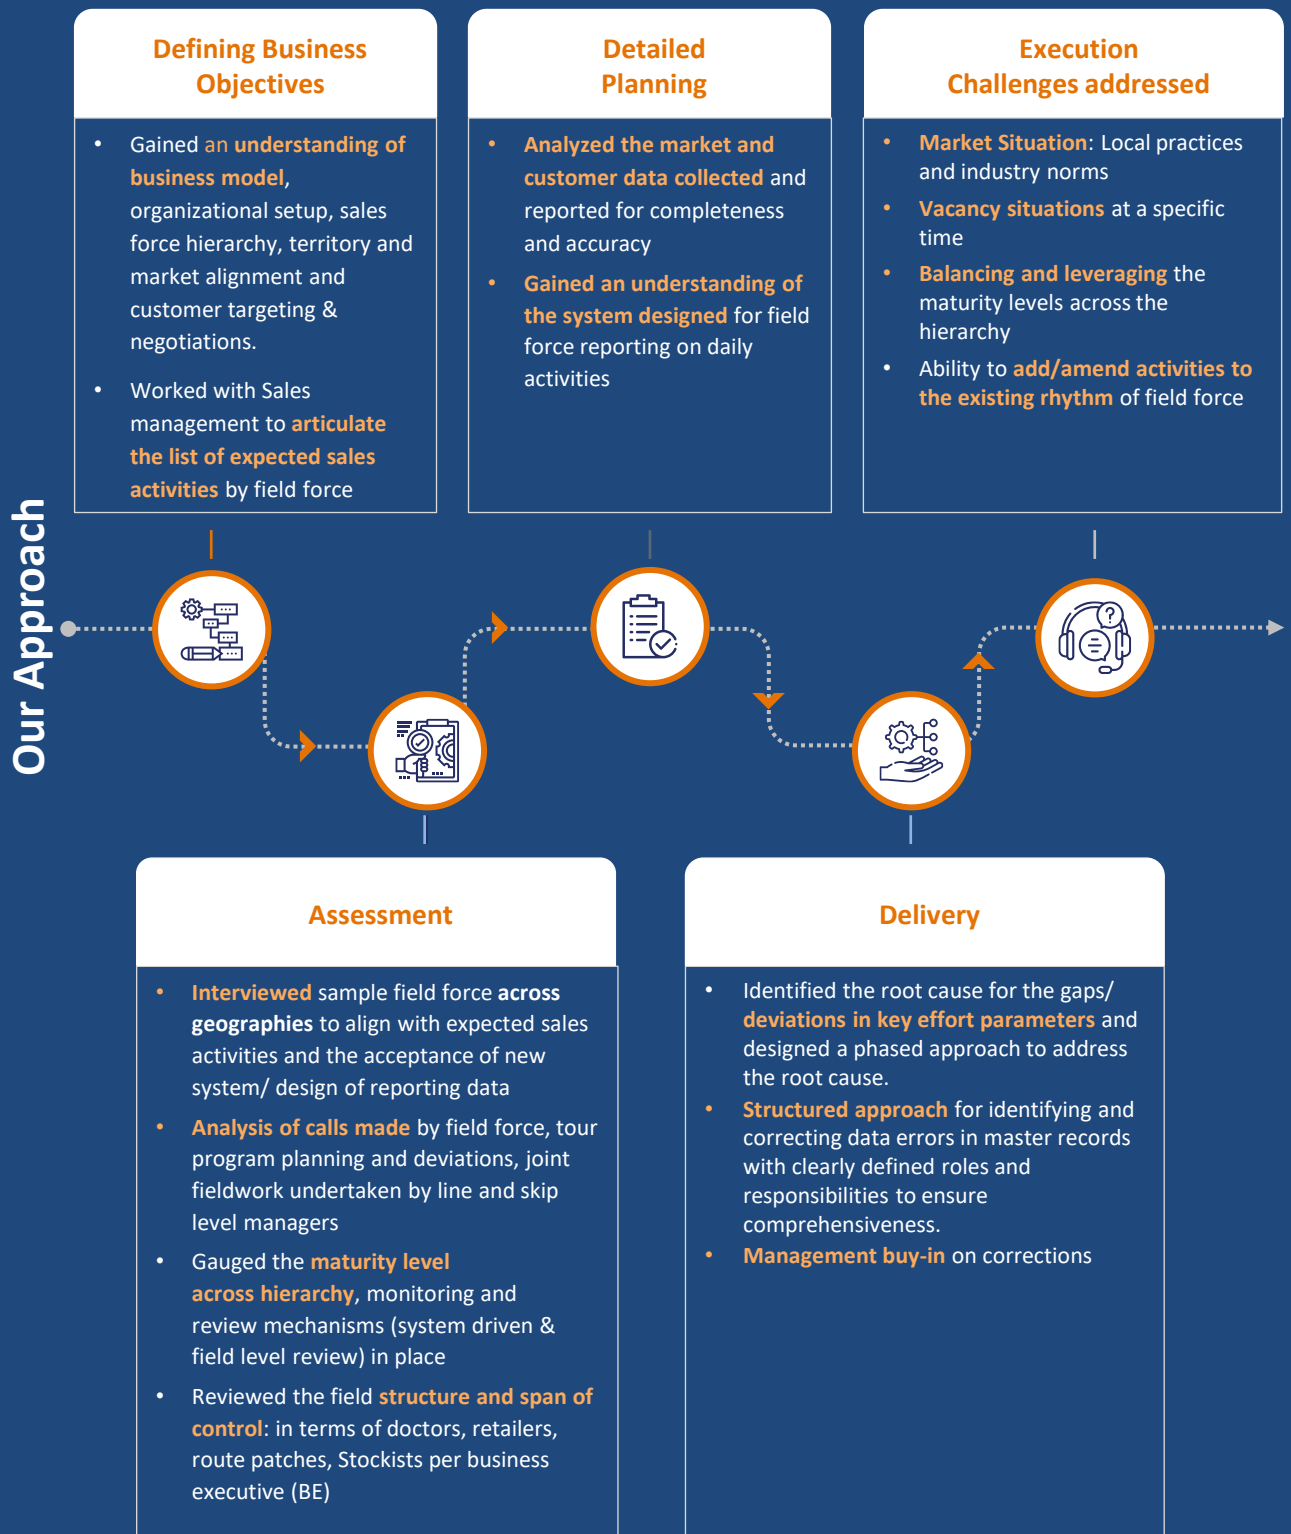 Our Approach
Defining Business
Objectives
• Gained an understanding of
business model,
organizational setup, sales
force hierarchy, territory and
market alignment and
customer targeting &
negotiations.
• Worked with Sales
management to articulate
the list of expected sales
activities by field force
Detailed
Planning
• Analyzed the market and
customer data collected and
reported for completeness
and accuracy
• Gained an understanding of
the system designed for field
force reporting on daily
activities
Execution
Challenges addressed
• Market Situation: Local practices
and industry norms
• Vacancy situations at a specific
time
• Balancing and leveraging the
maturity levels across the
hierarchy
• Ability to add/amend activities to
the existing rhythm of field force
?
Assessment
• Interviewed sample field force across
geographies to align with expected sales
activities and the acceptance of new
system/ design of reporting data
• Analysis of calls made by field force, tour
program planning and deviations, joint
fieldwork undertaken by line and skip
level managers
• Gauged the maturity level
across hierarchy, monitoring and
review mechanisms (system driven &
field level review) in place
• Reviewed the field structure and span of
control: in terms of doctors, retailers,
route patches, Stockists per business
executive (BE)
Delivery
• Identified the root cause for the gaps/
deviations in key effort parameters and
designed a phased approach to address
the root cause.
• Structured approach for identifying and
correcting data errors in master records
with clearly defined roles and
responsibilities to ensure
comprehensiveness.
• Management buy-in on corrections